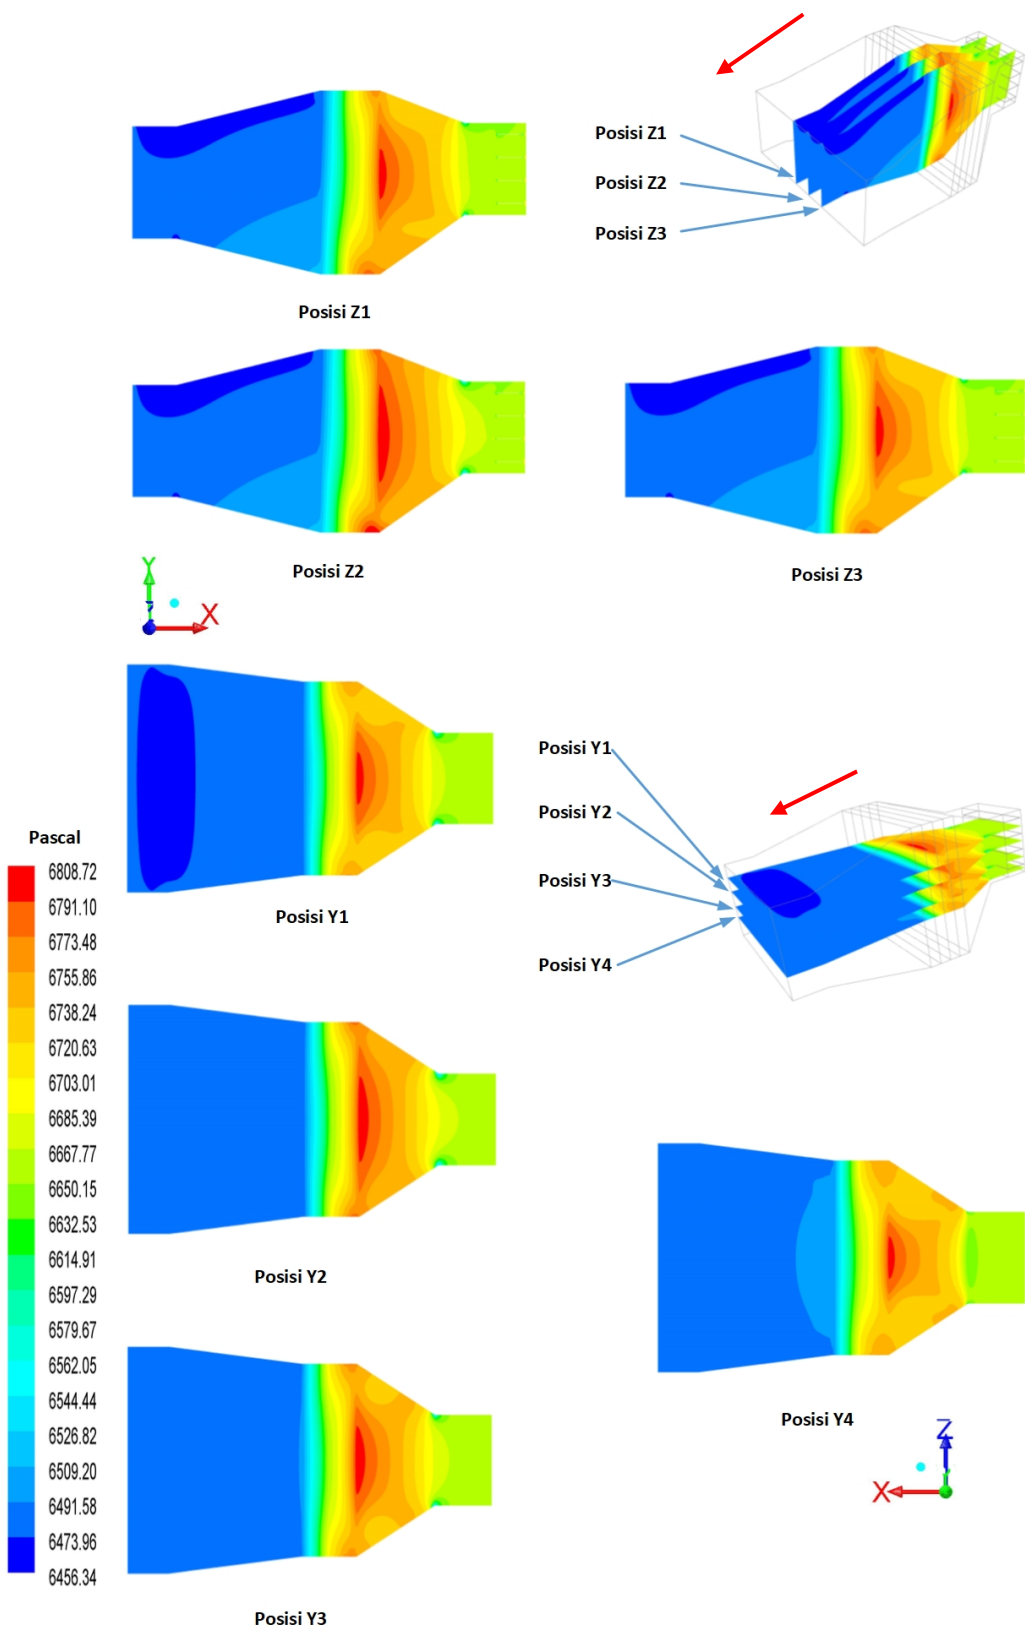 Posisi Z1
Posisi Z2
Posisi Z3
Posisi Z1
Posisi Z2
Posisi Z3
Y
X
Posisi Y1
Posisi Y2
Posisi Y3
Posisi Y4
Pascal
6808.72
6791.10
6773.48
6755.86
6738.24
6720.63
6703.01
6685.39
6667.77
6650.15
6632.53
6614.91
6597.29
6579.67
6562.05
6544.44
6526.82
6509.20
6491.58
6473.96
6456.34
Posisi Y1
Posisi Y2
Posisi Y4
Z
X
Posisi Y3